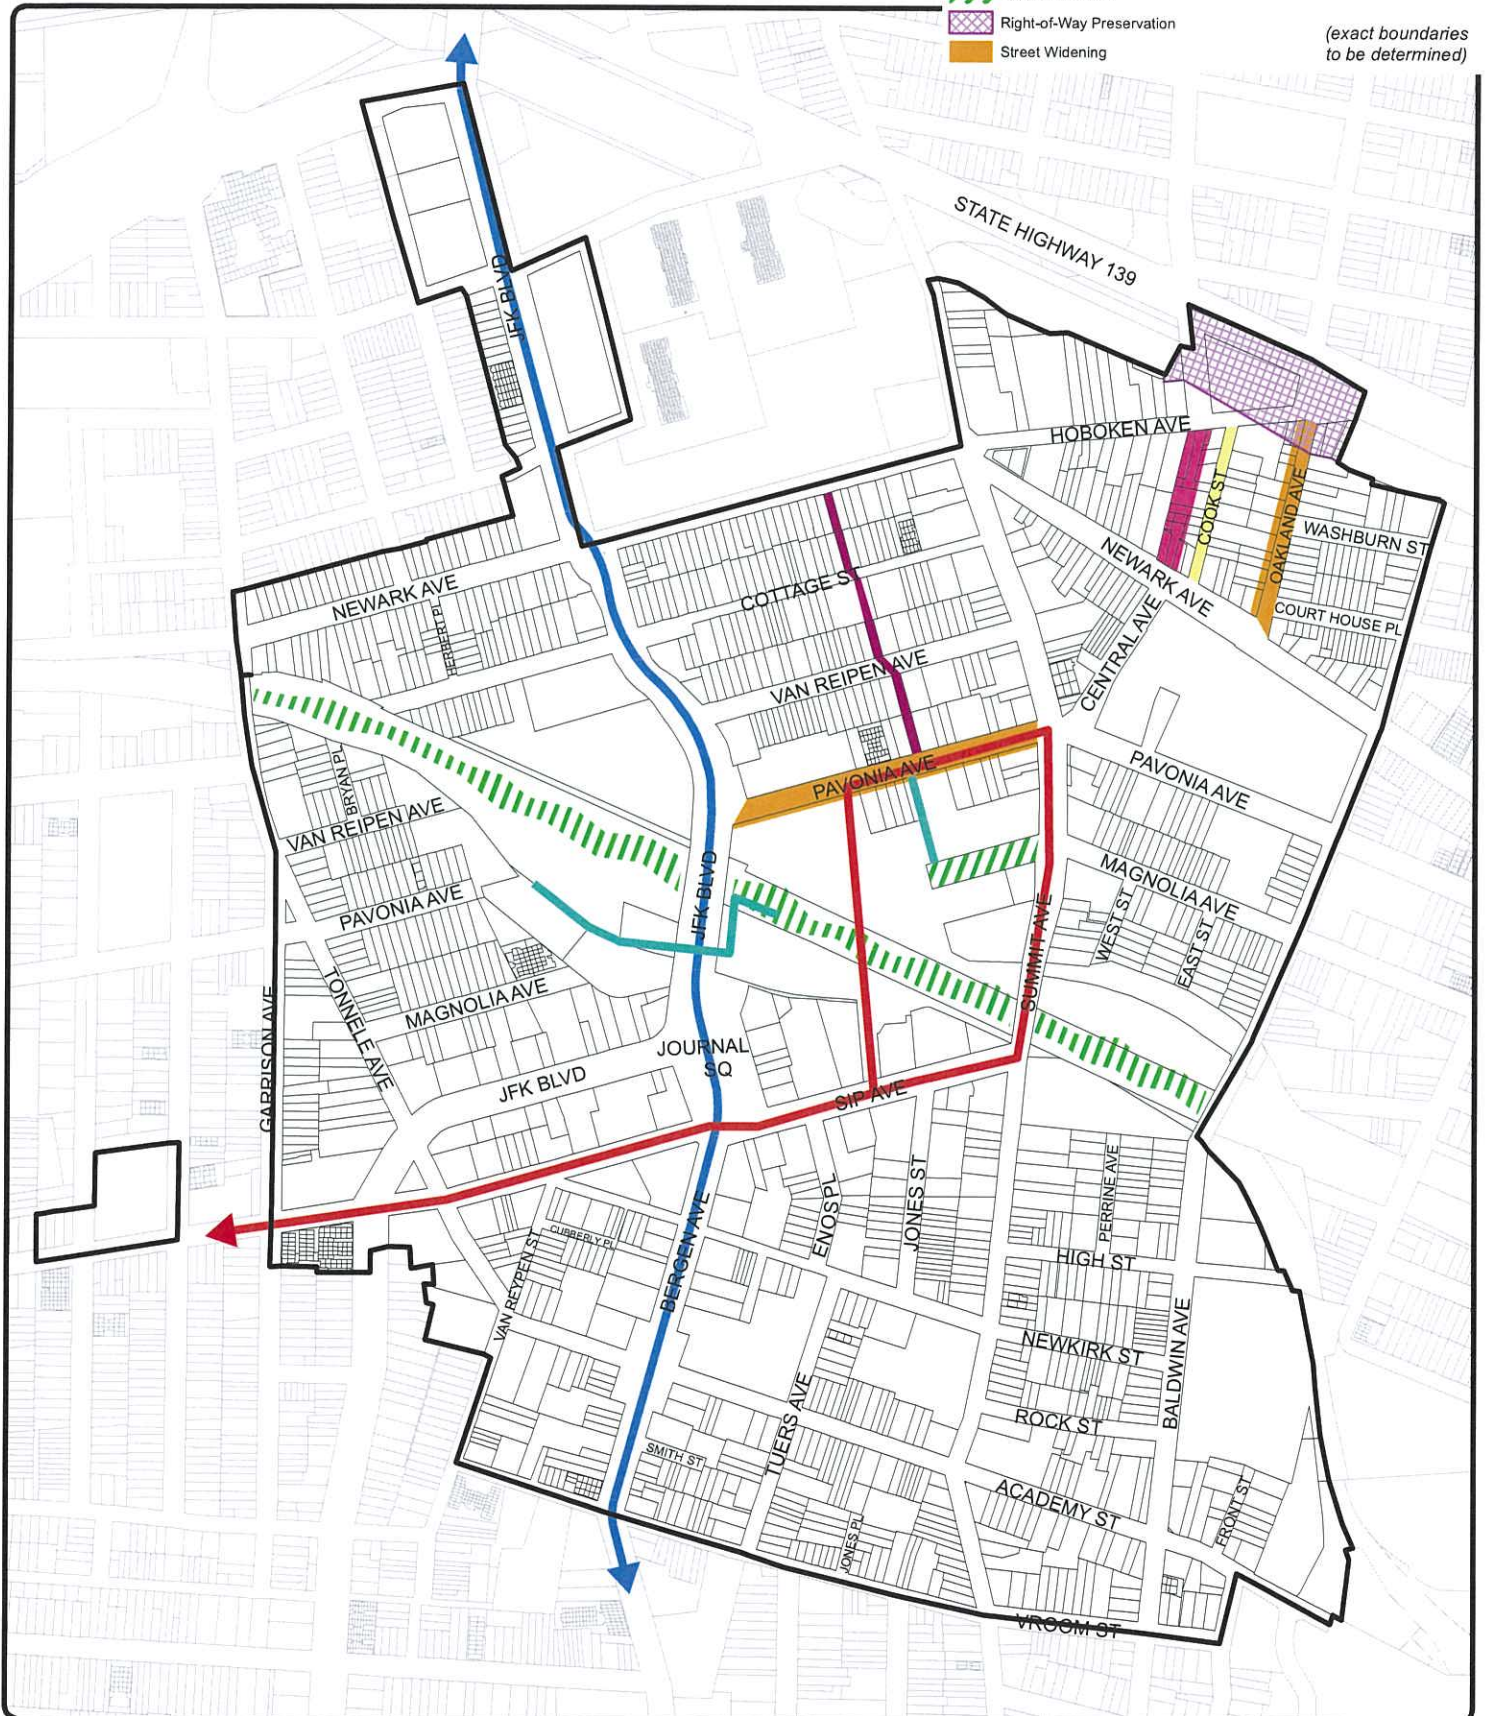 Right-of-Way Preservation
Street Widening
(exact boundaries
to be determined)
STATE HIGHWAY 139
JFK BLVD
HOBOKEN AVE
COOK ST
OAKLAND AVE
WASHBURN ST
NEWARK AVE
COURT HOUSE PL
NEWARK AVE
HERBERT PL
COTTAGE ST
CENTRAL AVE
VAN REIPEN AVE
BRYAN PL
PAVONIA AVE
PAVONIA AVE
VAN REIPEN AVE
JFK BLVD
MAGNOLIA AVE
PAVONIA AVE
WEST ST
EAST ST
SUMMIT AVE
TONNELE AVE
MAGNOLIA AVE
GARRISON AVE
JOURNAL
SQ
JFK BLVD
SIP AVE
ENOS PL
JONES ST
PERRINE AVE
CUBBERLY PL
VAN REYPEN ST
BERGEN AVE
HIGH ST
NEWKIRK ST
BALDWIN AVE
ROCK ST
TUERS AVE
SMITH ST
ACADEMY ST
FRONT ST
JONES PL
VROOM ST